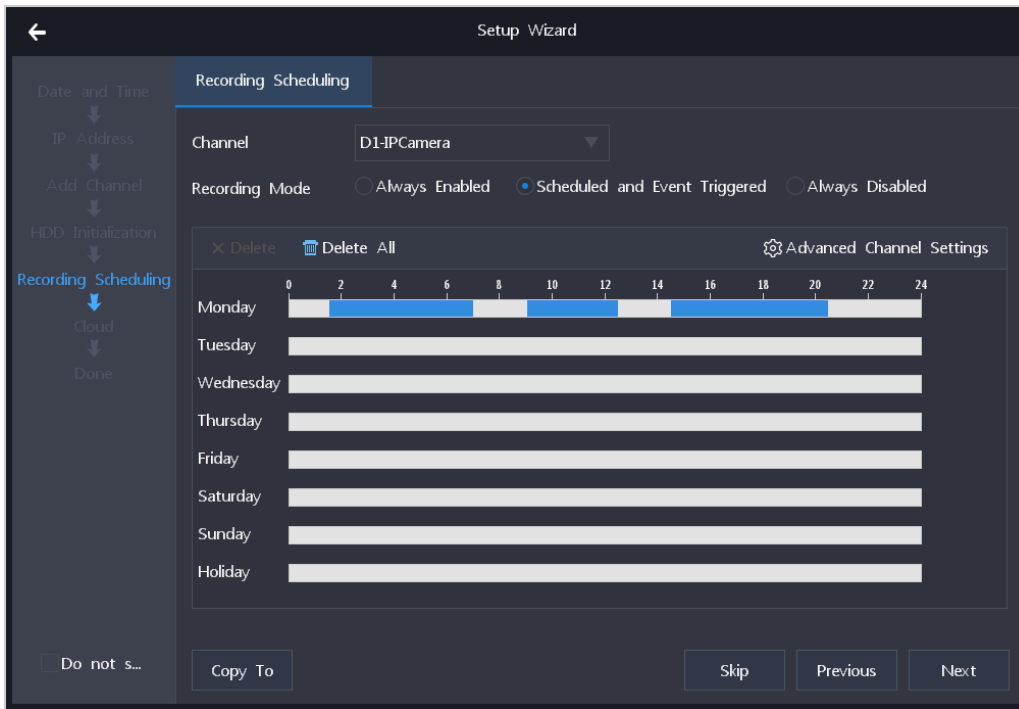 Setup Wizard
Date and Time
IP Address
Add Channel
HDD Initialization
Recording Scheduling
Cloud
Done
Do not s...
Recording Scheduling
Channel D1-IPCamera
Recording Mode Always Enabled Scheduled and Event Triggered Always Disabled
Delete Delete All Advanced Channel Settings
0 2 4 6 8 10 12 14 16 18 20 22 24
Monday
Tuesday
Wednesday
Thursday
Friday
Saturday
Sunday
Holiday
Copy To Skip Previous Next